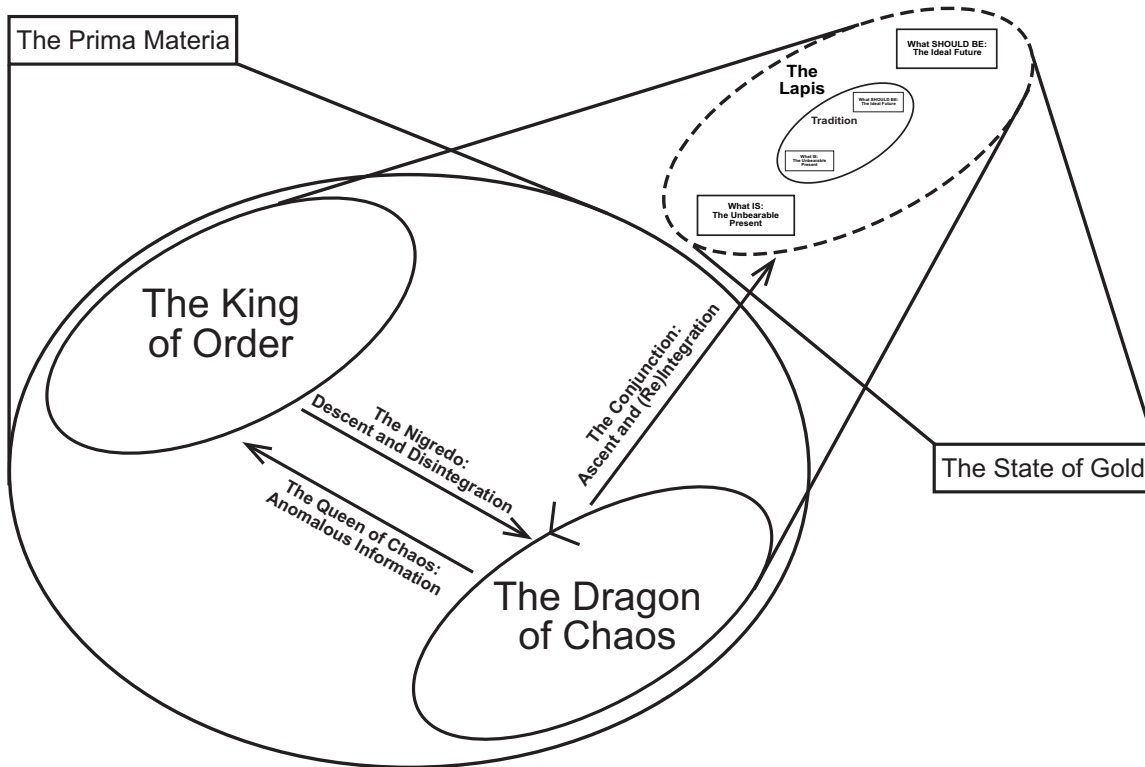 The Prima Materia
What SHOULD BE:
The Ideal Future
The
Lapis
What SHOULD BE:
The Ideal Future
Tradition
What IS:
The Unbearable
Present
What IS:
The Unbearable
Present
The King
of Order
The Conjunction:
Ascent and (Re)Integration
The Nigredo:
Descent and Disintegration
The State of Gold
The Queen of Chaos:
Anomalous Information
The Dragon
of Chaos